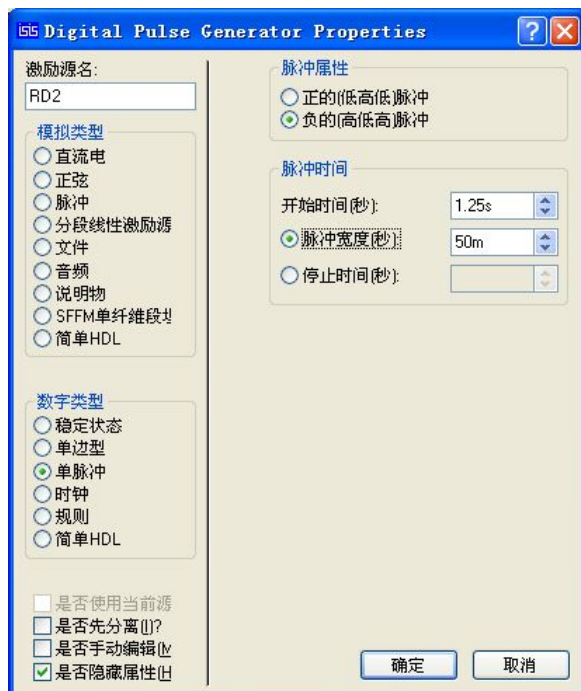 ISIS Digital Pulse Generator Properties
激励源名:
RD2
模拟类型
直流电
正弦
脉冲
分段线性激励源
文件
音频
说明物
SFFM单纤维段
简单HDL
数字类型
稳定状态
单边型
单脉冲
时钟
规则
简单HDL
是否使用当前源
是否先分离(I)?
是否手动编辑(M
是否隐藏属性(H
脉冲属性
正的(低高低)脉冲
负的(高低高)脉冲
脉冲时间
开始时间(秒):
1.25s
脉冲宽度(秒):
50m
停止时间(秒):
确定
取消